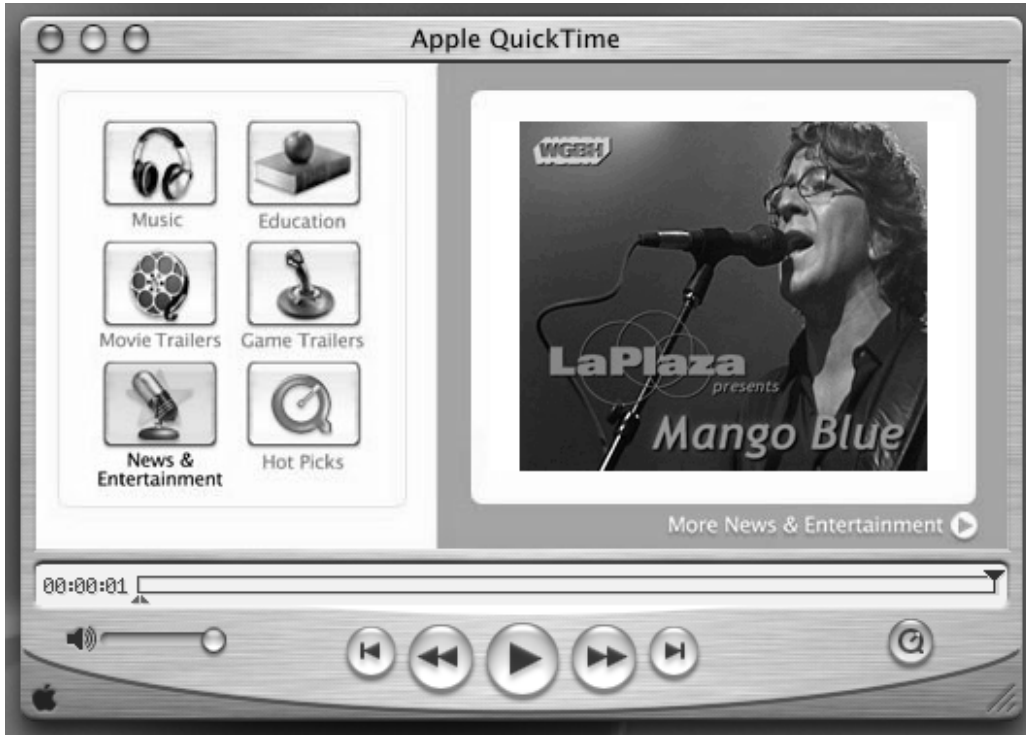 Apple QuickTime
Music
Education
Movie Trailers
Game Trailers
News &
Entertainment
Hot Picks
WGBH
LaPlaza
presents
Mango Blue
More News & Entertainment
00:00:01